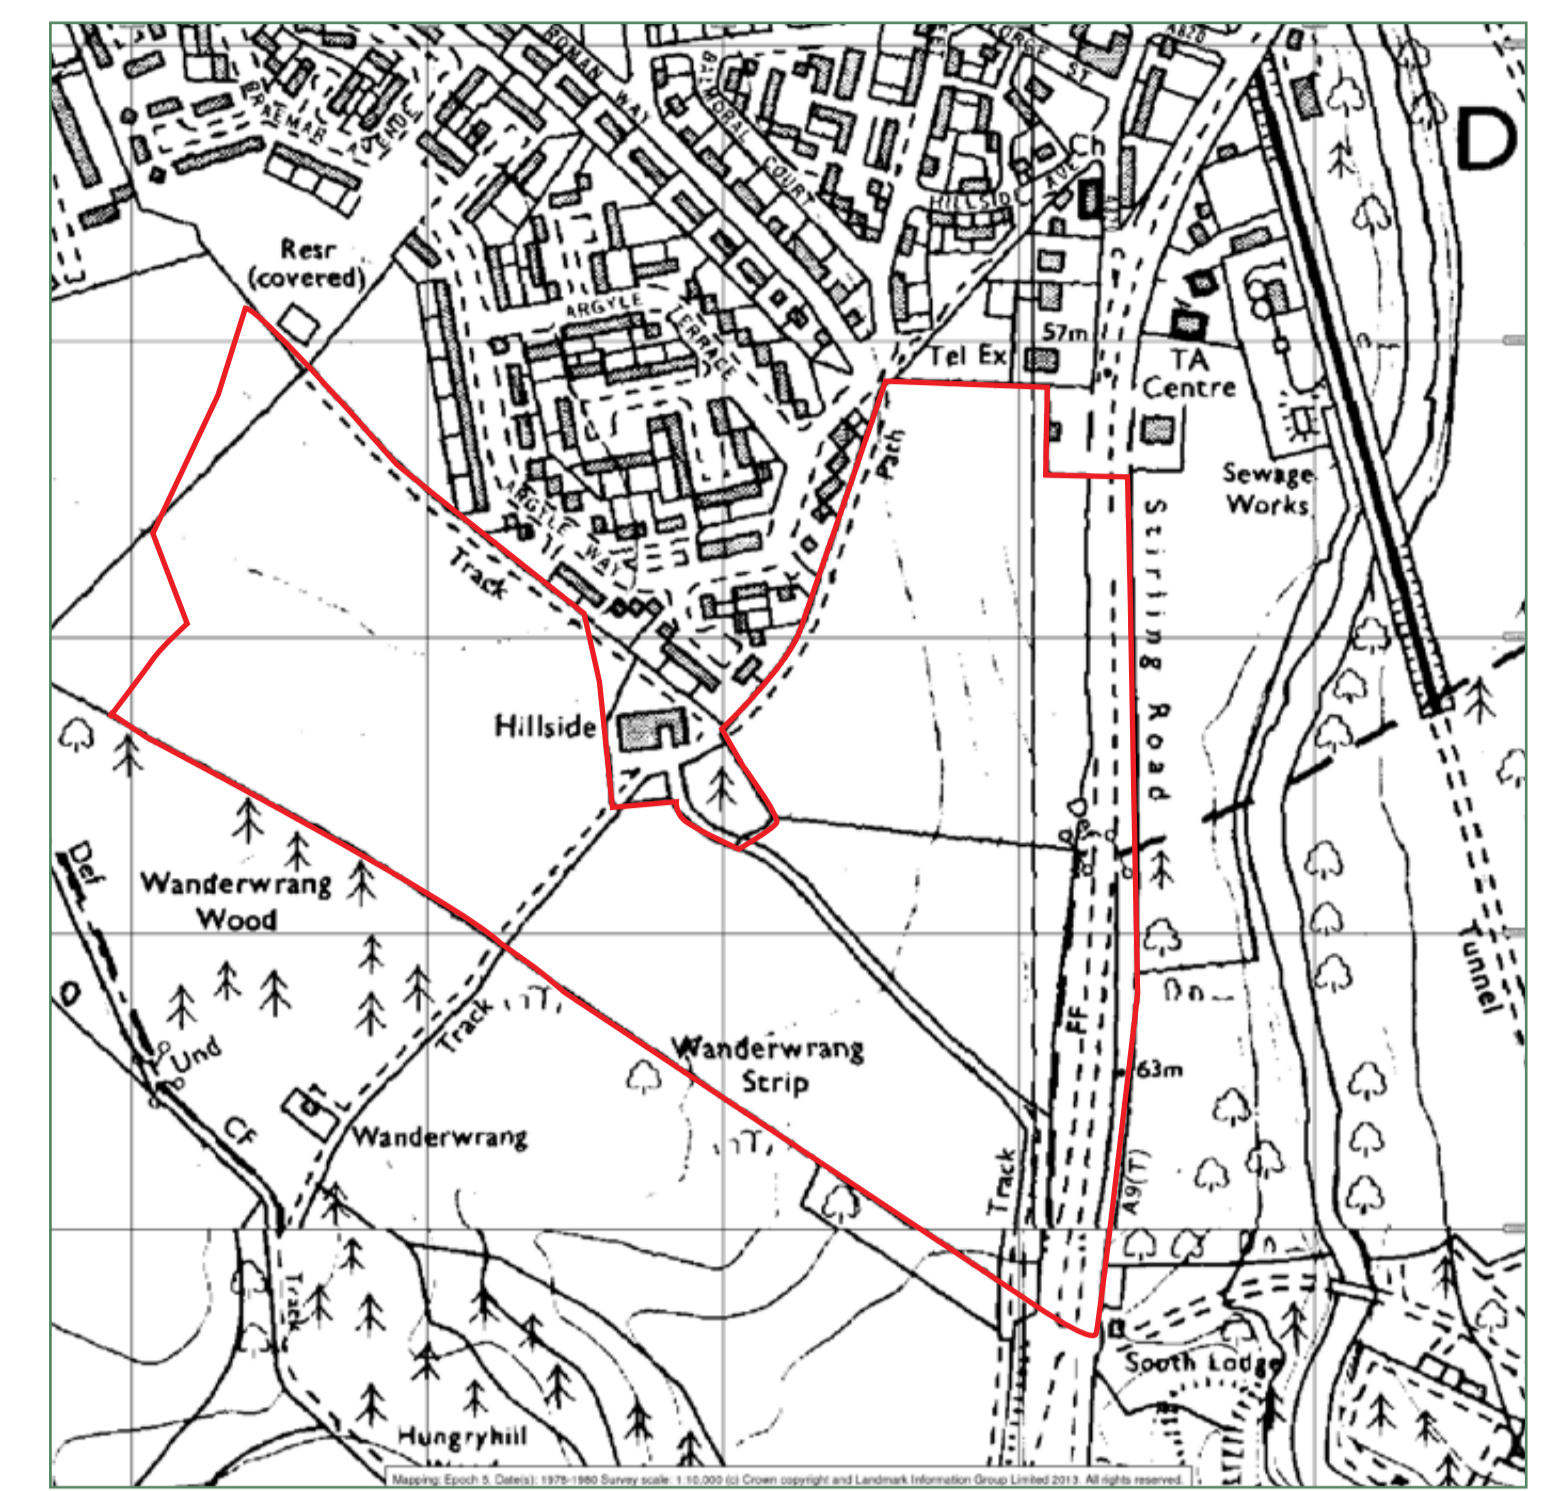 ROMAN
WAY
BALMORAL
COURT
ST
A820
BRAEMAR
HILLSIDE
AVE
Ch
D
Resr
(covered)
ARGYLE
TERRACE
57m
Tel Ex
TA
Centre
Path
Sewage
Works
ARGYLE
WAY
Track
Stirling Road
Hillside
Def
Wanderwrang
Wood
Tunnel
Und
Track
FF
Wanderwrang
Strip
63m
CF
Wanderwrang
Track
A9(T)
Track
South Lodge
Hungryhill
Mapping: Epoch 5. Date(s): 1978-1980 Survey scale: 1:10,000 (c) Crown copyright and Landmark Information Group Limited 2013. All rights reserved.